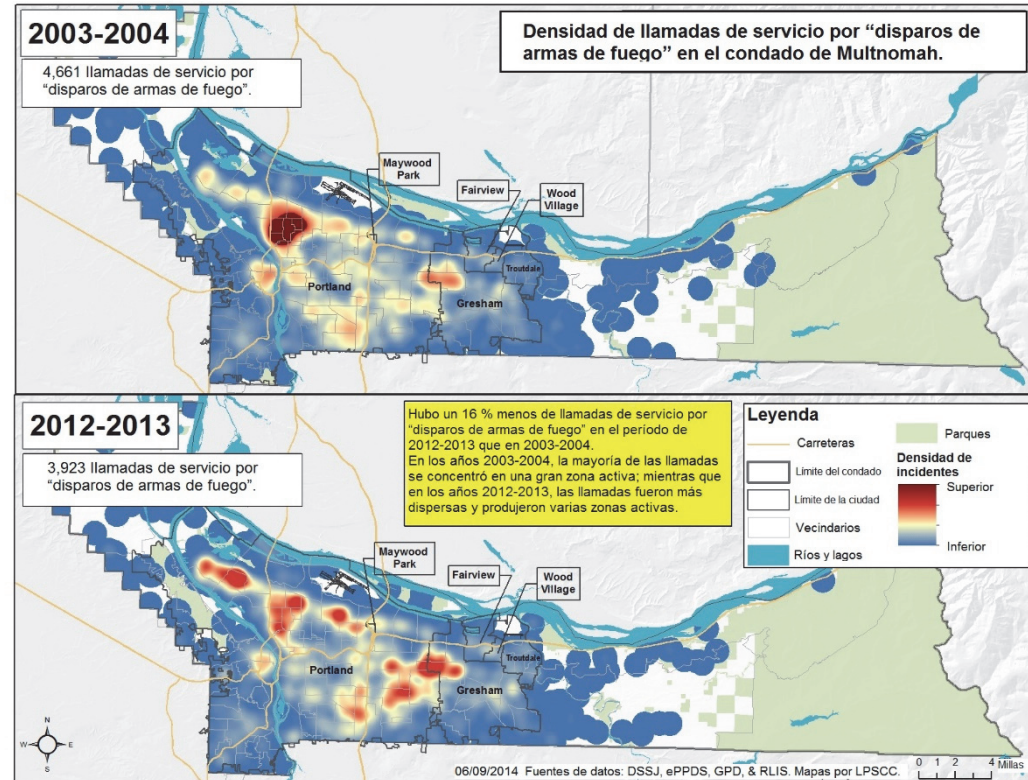 2003-2004
4,661 llamadas de servicio por
“disparos de armas de fuego”.
Densidad de llamadas de servicio por “disparos de
armas de fuego” en el condado de Multnomah.
Maywood
Park
Fairview
Wood
Village
Portland
Troutdale
Gresham
2012-2013
3,923 llamadas de servicio por
“disparos de armas de fuego”.
Hubo un 16 % menos de llamadas de servicio por
“disparos de armas de fuego” en el período de
2012-2013 que en 2003-2004.
En los años 2003-2004, la mayoría de las llamadas
se concentró en una gran zona activa; mientras que
en los años 2012-2013, las llamadas fueron más
dispersas y produjeron varias zonas activas.
Leyenda
Carreteras
Límite del condado
Límite de la ciudad
Vecindarios
Ríos y lagos
Parques
Densidad de
incidentes
Superior
Inferior
Maywood
Park
Fairview
Wood
Village
Portland
Troutdale
Gresham
N
W E
S
06/09/2014 Fuentes de datos: DSSJ, ePPDS, GPD, & RLIS. Mapas por LPSCC.
0 1 2 4 Millas